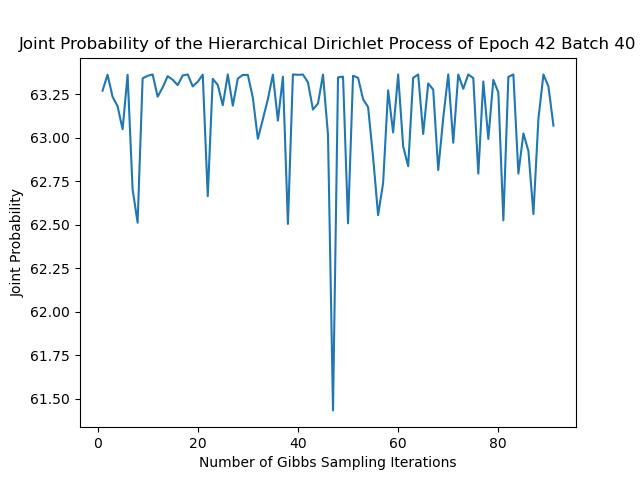 Joint Probability of the Hierarchical Dirichlet Process of Epoch 42 Batch 40
Joint Probability
63.25
63.00
62.75
62.50
62.25
62.00
61.75
61.50
0 20 40 60 80
Number of Gibbs Sampling Iterations